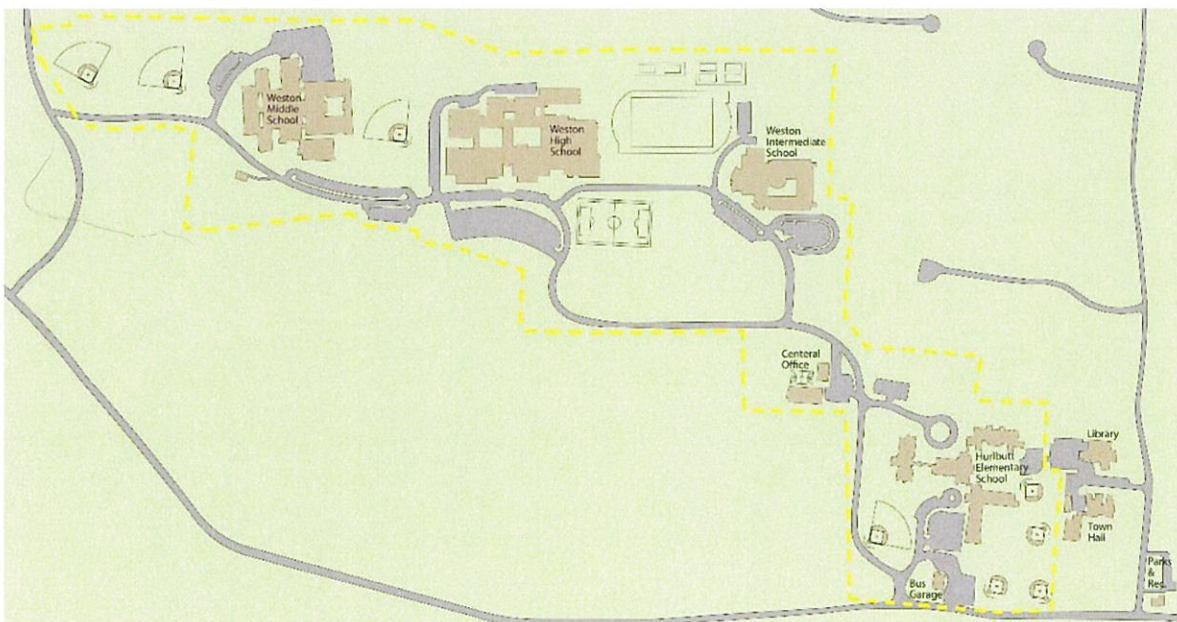 Weston
Middle
School
Weston
High
School
Weston
Intermediate
School
Centeral
Office
Library
Hurlbutt
Elementary
School
Town
Hall
Parks
&
Rec.
Bus
Garage